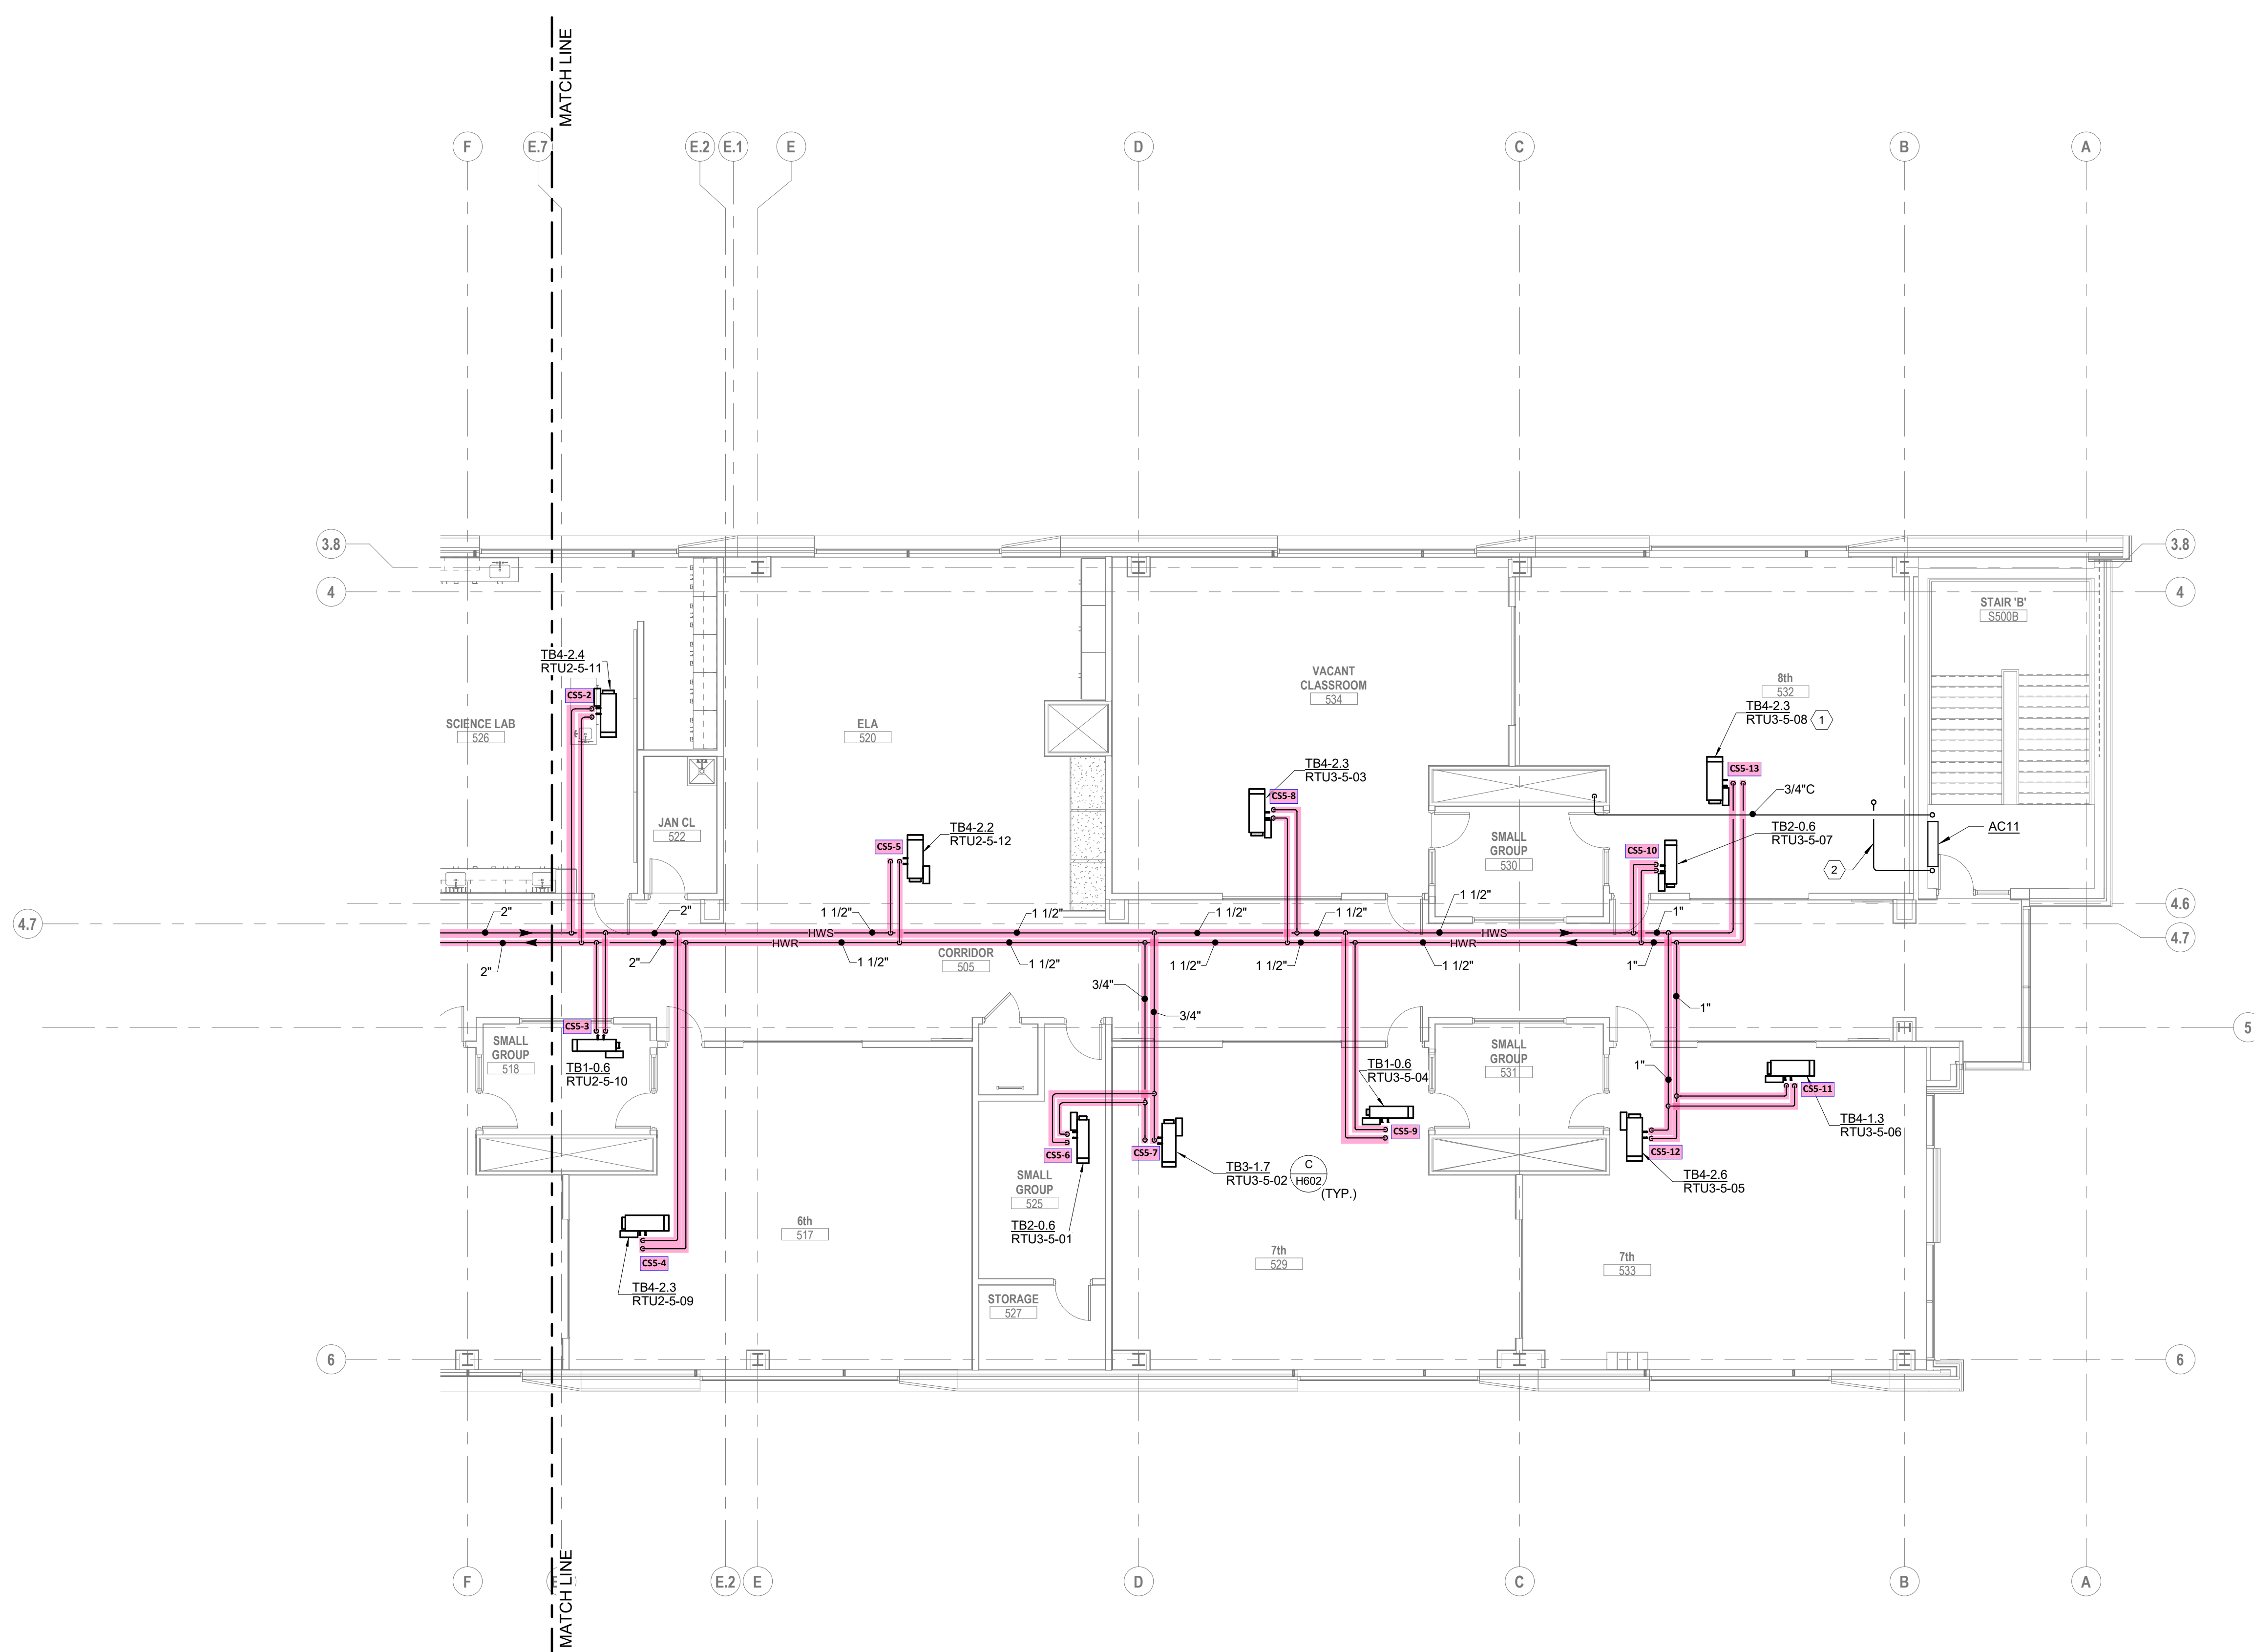 MATCH LINE
F
E.7
E.2
E.1
E
D
C
B
A
3.8
3.8
4
4
STAIR 'B'
S500B
TB4-2.4
RTU2-5-11
CS5-2
VACANT
CLASSROOM
534
8th
532
TB4-2.3
RTU3-5-08
1
SCIENCE LAB
526
ELA
520
TB4-2.3
RTU3-5-03
CS5-8
CS5-13
3/4"C
JAN CL
522
TB4-2.2
RTU2-5-12
CS5-5
SMALL
GROUP
530
CS5-10
TB2-0.6
RTU3-5-07
AC11
2
4.7
4.6
4.7
2"
2"
1 1/2"
1 1/2"
1 1/2"
1 1/2"
1 1/2"
1"
HWS
HWS
HWR
HWR
2"
2"
1 1/2"
1 1/2"
1 1/2"
1 1/2"
1 1/2"
1"
CORRIDOR
505
3/4"
3/4"
1"
1"
5
CS5-3
SMALL
GROUP
518
TB1-0.6
RTU2-5-10
SMALL
GROUP
531
TB1-0.6
RTU3-5-04
CS5-9
CS5-11
TB4-1.3
RTU3-5-06
CS5-6
CS5-7
CS5-12
TB3-1.7
RTU3-5-02
C
H602
(TYP.)
TB4-2.6
RTU3-5-05
SMALL
GROUP
525
TB2-0.6
RTU3-5-01
6th
517
CS5-4
TB4-2.3
RTU2-5-09
7th
529
7th
533
STORAGE
527
6
6
MATCH LINE
F
E.2
E
D
C
B
A